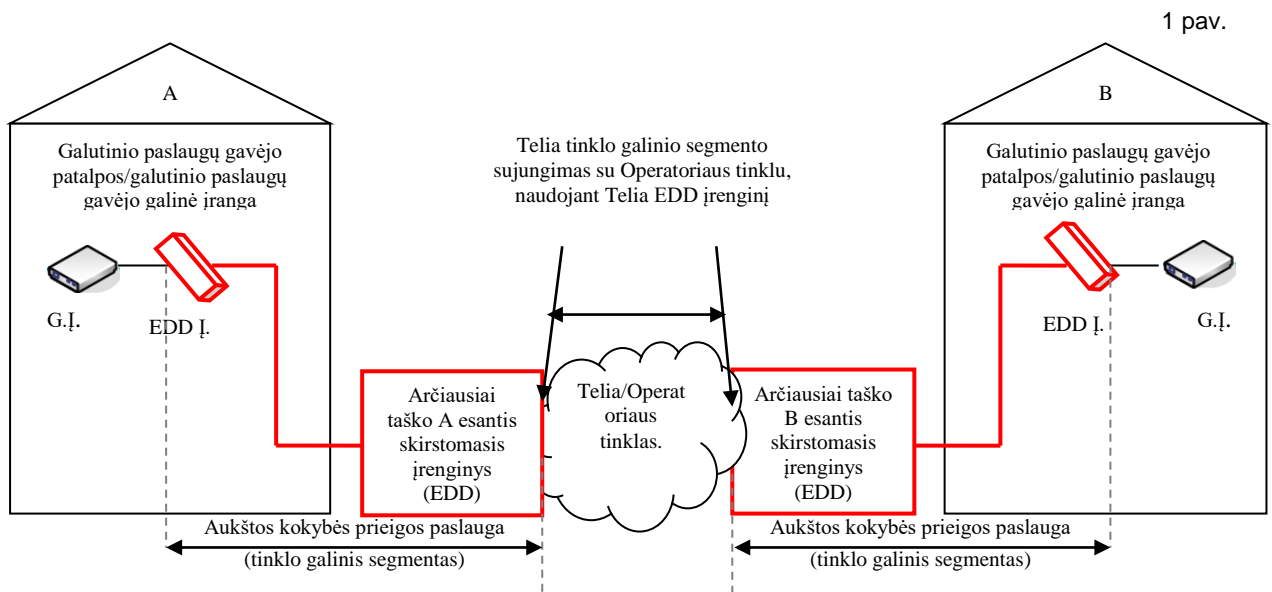 1 pav.
A
B
Galutinio paslaugų gavėjo
patalpos/galutinio paslaugų
gavėjo galinė įranga
Telia tinklo galinio segmento
sujungimas su Operatoriaus tinklu,
naudojant Telia EDD įrenginį
Galutinio paslaugų gavėjo
patalpos/galutinio paslaugų
gavėjo galinė įranga
G.Į.
EDD Į.
EDD Į.
G.Į.
Arčiausiai
taško A esantis
skirstomasis
įrenginys
(EDD)
Telia/Operat
oriaus
tinklas.
Arčiausiai taško
B esantis
skirstomasis
įrenginys
(EDD)
Aukštos kokybės prieigos paslauga
(tinklo galinis segmentas)
Aukštos kokybės prieigos paslauga
(tinklo galinis segmentas)